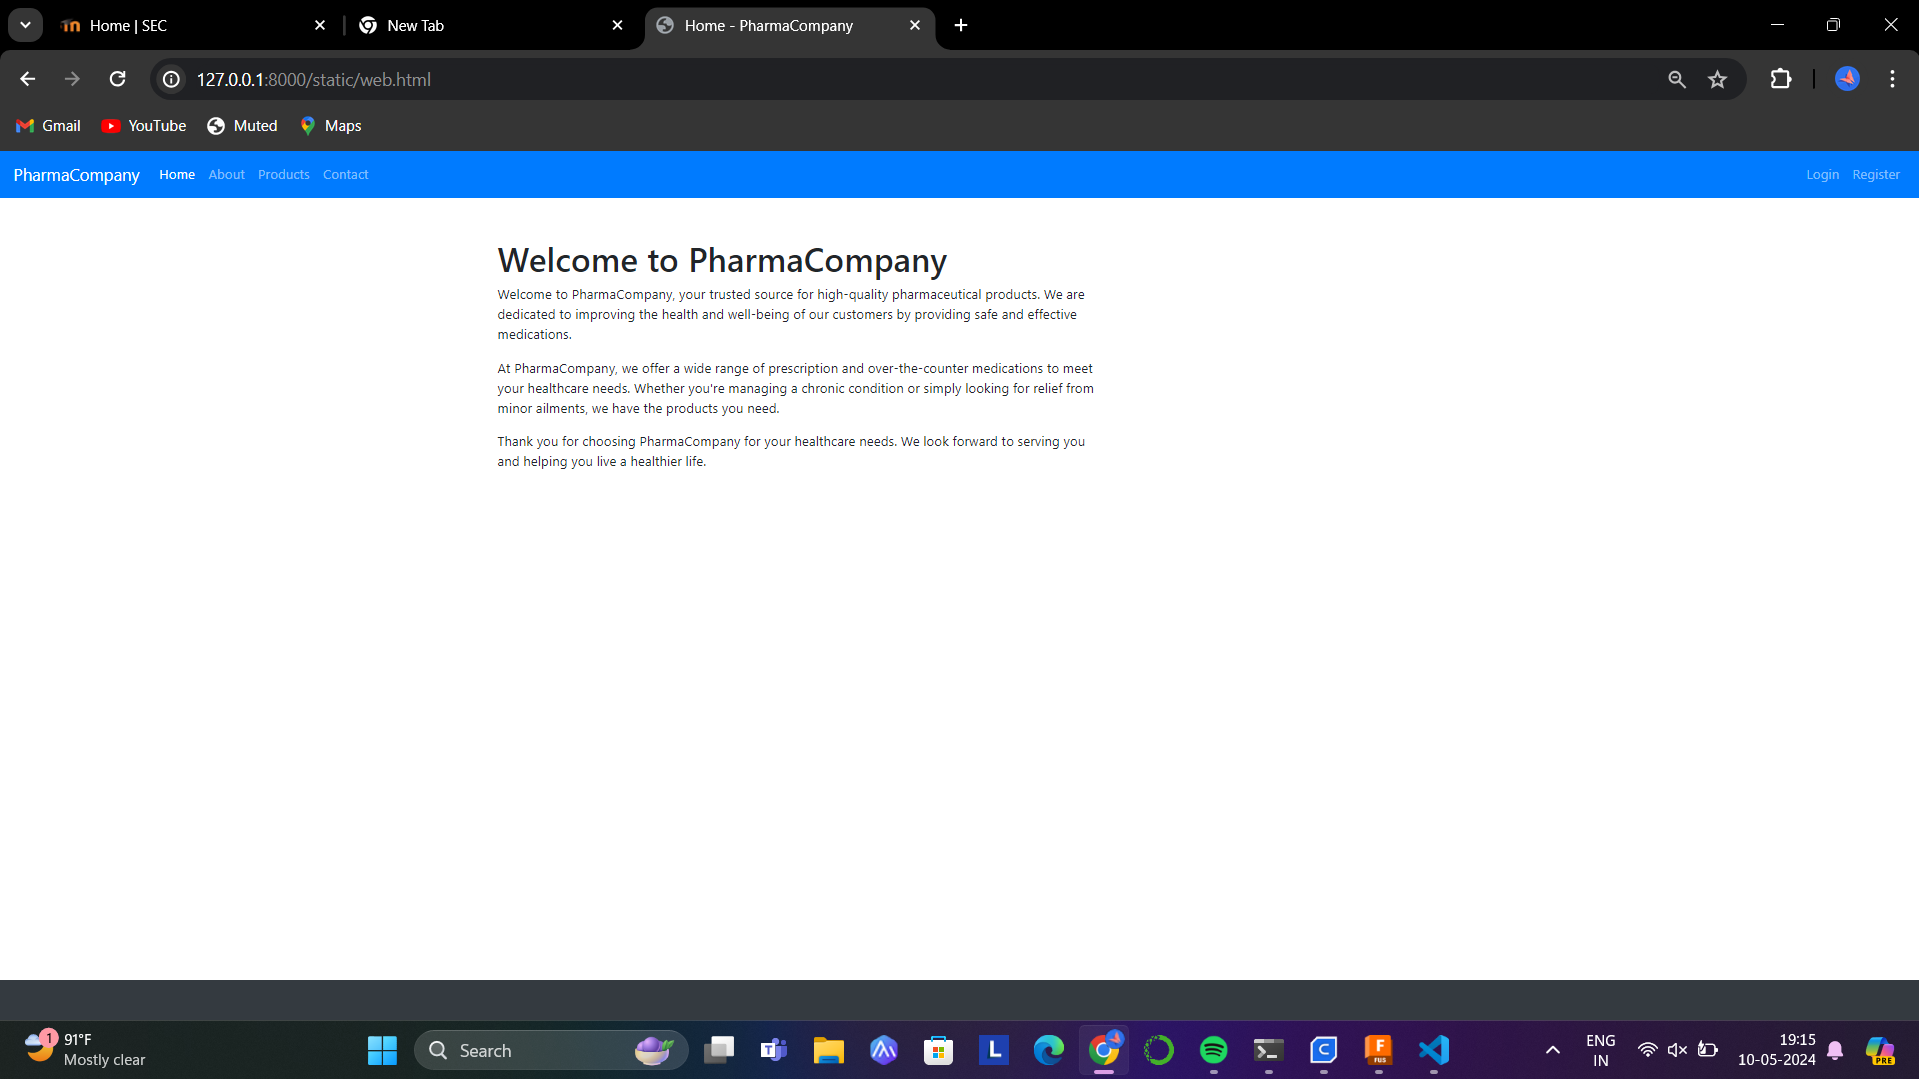 Home | SEC
New Tab
Home - PharmaCompany
127.0.0.1:8000/static/web.html
Gmail YouTube Muted Maps
PharmaCompany Home About Products Contact Login Register
Welcome to PharmaCompany
Welcome to PharmaCompany, your trusted source for high-quality pharmaceutical products. We are
dedicated to improving the health and well-being of our customers by providing safe and effective
medications.
At PharmaCompany, we offer a wide range of prescription and over-the-counter medications to meet
your healthcare needs. Whether you're managing a chronic condition or simply looking for relief from
minor ailments, we have the products you need.
Thank you for choosing PharmaCompany for your healthcare needs. We look forward to serving you
and helping you live a healthier life.
1
91°F
Mostly clear
Search
L
C
F
FUS
ENG
IN
19:15
10-05-2024
PRE